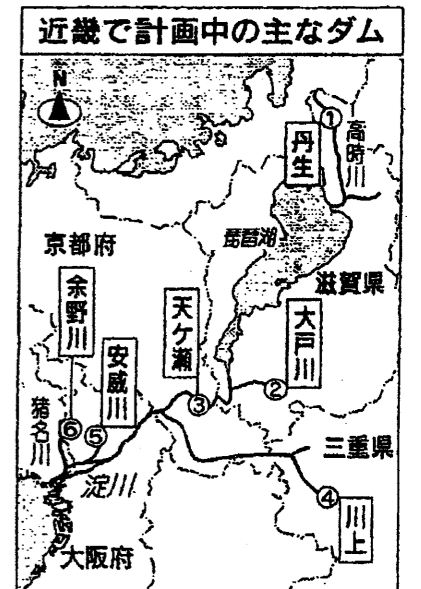 近畿で計画中の主なダム
N
①
丹生
高時川
琵琶湖
京都府
滋賀県
余野川
天ケ瀬
大戸川
安威川
②
③
猪名川
⑥
⑤
三重県
淀川
④
川上
大阪府